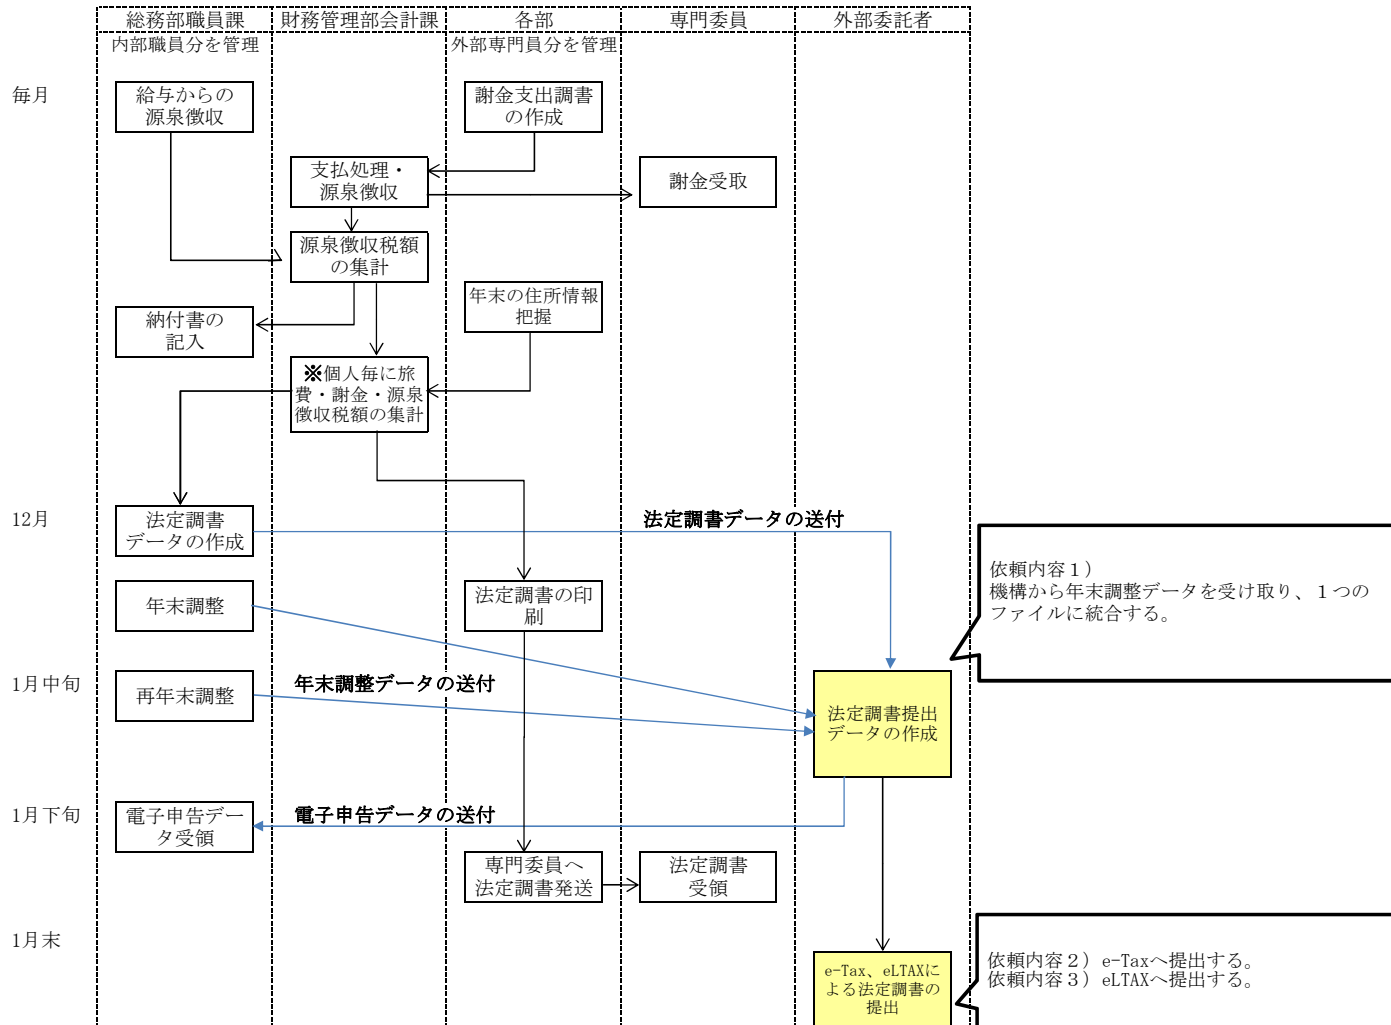 総務部職員課
財務管理部会計課
各部
専門委員
外部委託者
内部職員分を管理
外部専門員分を管理
毎月
給与からの
源泉徴収
謝金支出調書
の作成
支払処理・
源泉徴収
謝金受取
源泉徴収税額
の集計
年末の住所情報
把握
納付書の
記入
※個人毎に旅
費・謝金・源泉
徴収税額の集計
12月
法定調書
データの作成
法定調書データの送付
依頼内容１）
機構から年末調整データを受け取り、１つの
ファイルに統合する。
年末調整
法定調書の印
刷
1月中旬
再年末調整
年末調整データの送付
法定調書提出
データの作成
1月下旬
電子申告デー
タ受領
電子申告データの送付
専門委員へ
法定調書発送
法定調書
受領
1月末
e-Tax、eLTAXに
よる法定調書の
提出
依頼内容２）e-Taxへ提出する。
依頼内容３）eLTAXへ提出する。